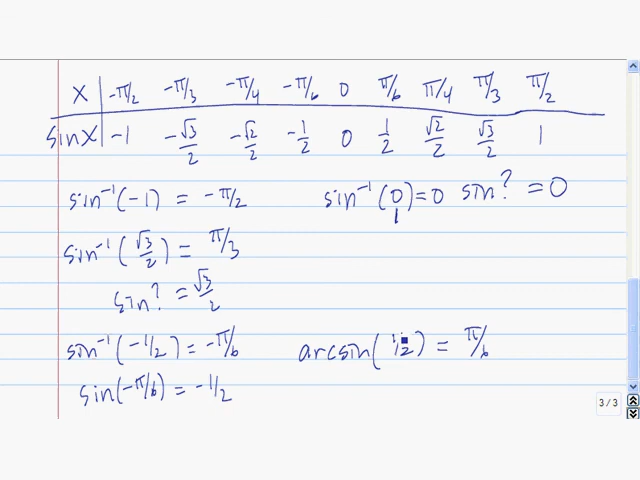 x | -π/2 -π/3 -π/4 -π/6 0 π/6 π/4 π/3 π/2
sinx | -1 -√3/2 -√2/2 -1/2 0 1/2 √2/2 √3/2 1
sin⁻¹(-1) = -π/2 sin⁻¹(0)=0 sin? = 0
sin⁻¹(√3/2) = π/3
sin? = √3/2
sin⁻¹(-1/2) = -π/6 arcsin(1/2) = π/6
sin(-π/6) = -1/2
3/3